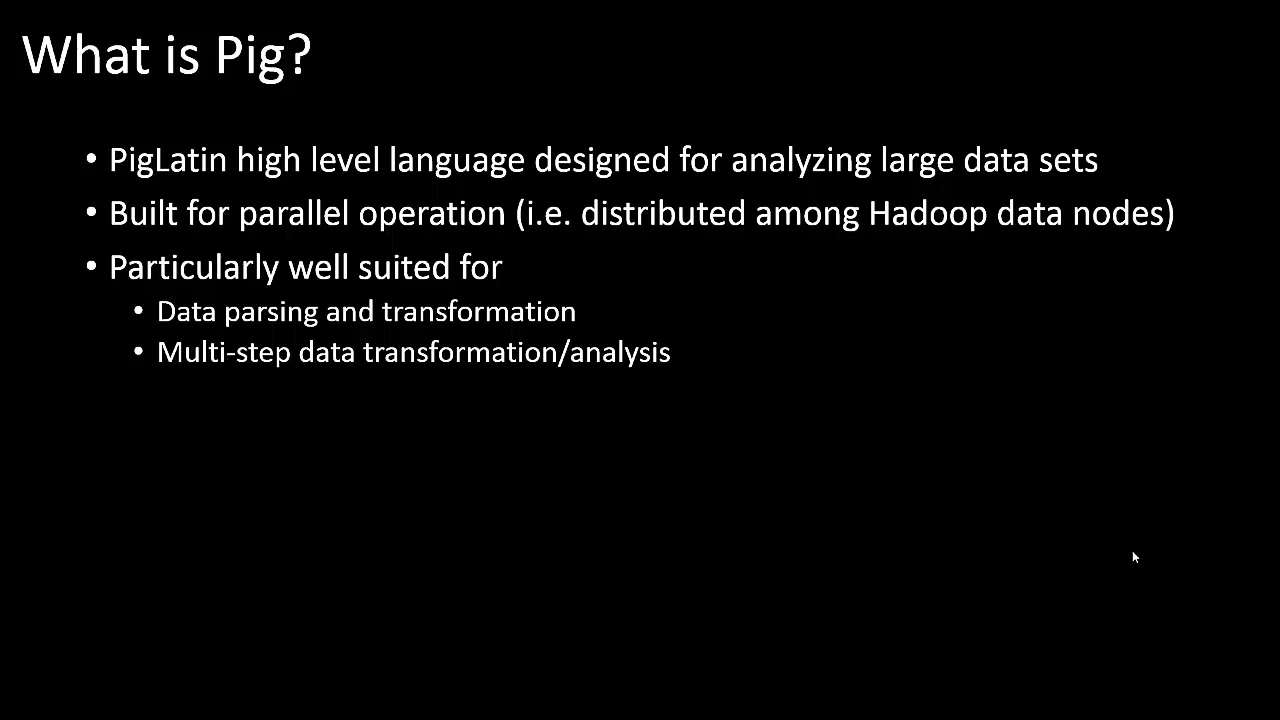 What is Pig?
• PigLatin high level language designed for analyzing large data sets
• Built for parallel operation (i.e. distributed among Hadoop data nodes)
• Particularly well suited for
• Data parsing and transformation
• Multi-step data transformation/analysis